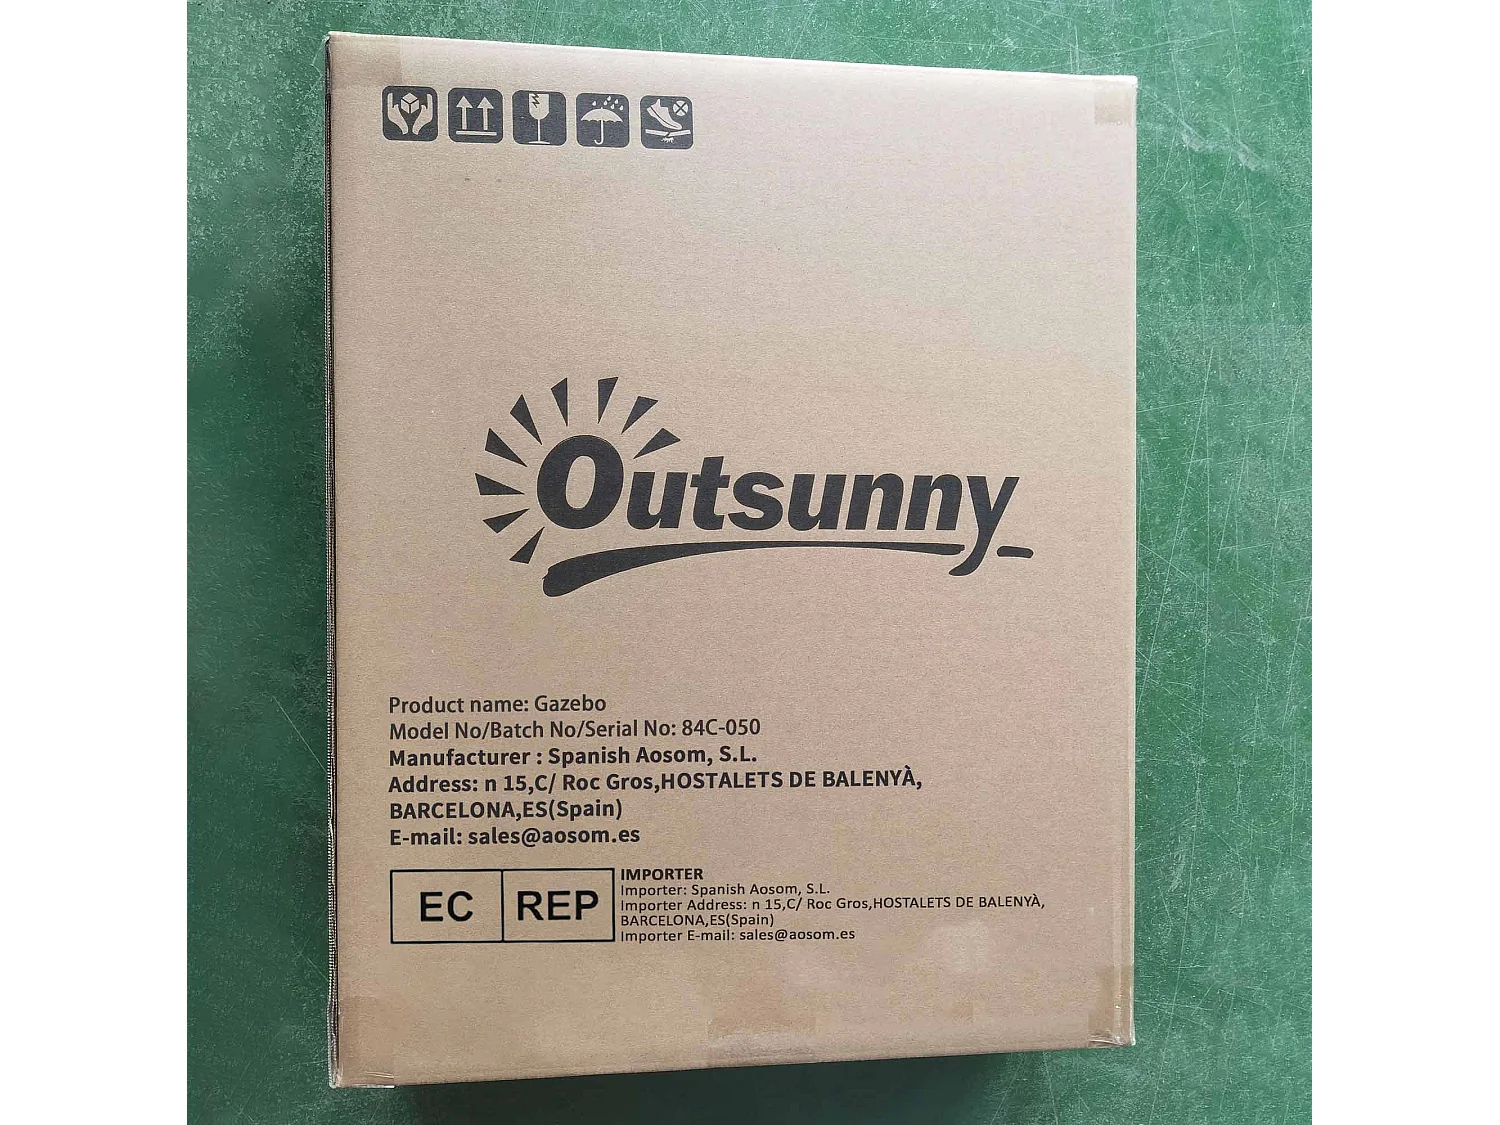 Outsunny
Product name: Gazebo
Model No/Batch No/Serial No: 84C-050
Manufacturer : Spanish Aosom, S.L.
Address: n 15,C/ Roc Gros,HOSTALETS DE BALENYÀ,
BARCELONA,ES(Spain)
E-mail: sales@aosom.es
EC REP
IMPORTER
Importer: Spanish Aosom, S.L.
Importer Address: n 15,C/ Roc Gros,HOSTALETS DE BALENYÀ,
BARCELONA,ES(Spain)
Importer E-mail: sales@aosom.es